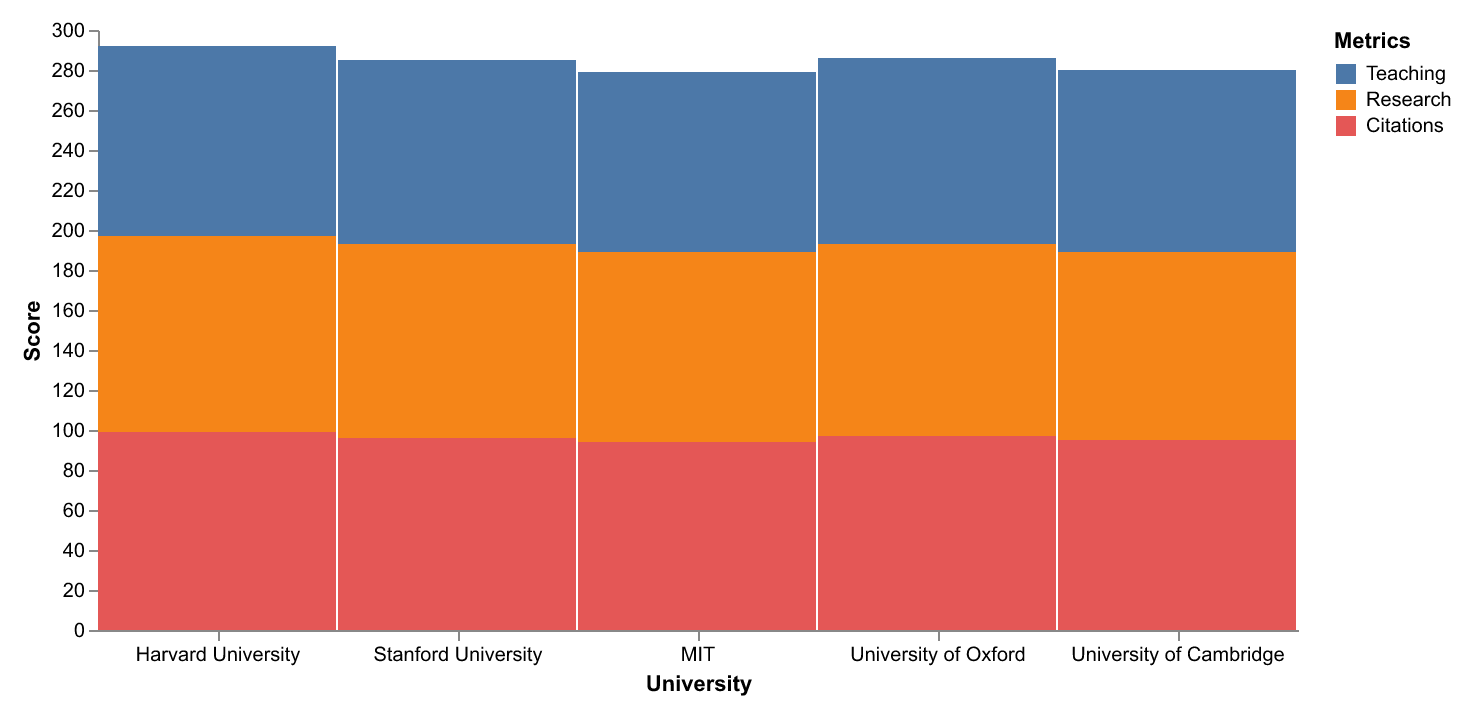 300
280
260
240
220
200
180
160
140
120
100
80
60
40
20
0
Score
Harvard University
Stanford University
MIT
University of Oxford
University of Cambridge
University
Metrics
Teaching
Research
Citations